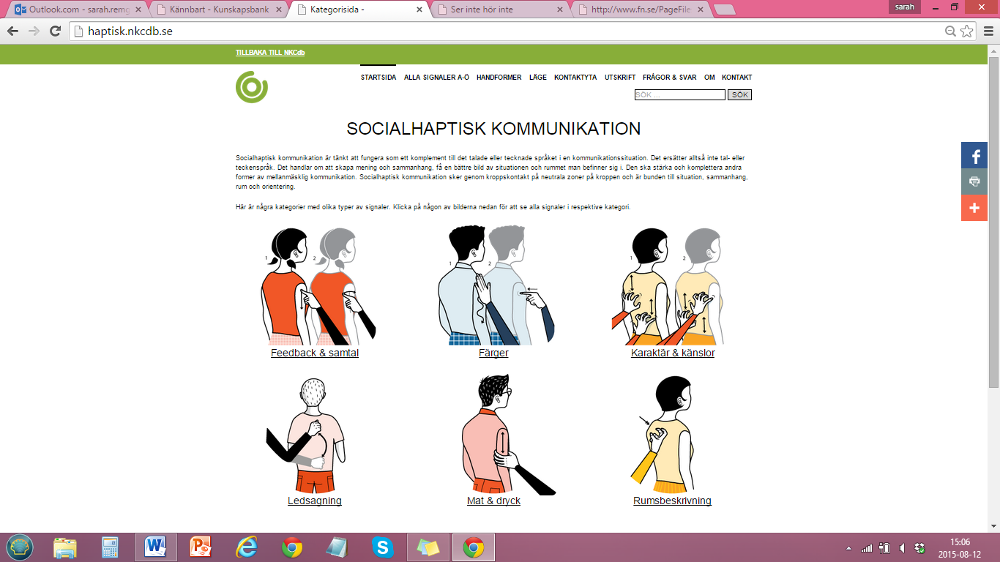 Outlook.com - sarah.remg
Kännbart - Kunskapsbank
Kategorisida -
Ser inte hör inte
http://www.fn.se/PageFile
sarah
haptisk.nkcdb.se
TILLBAKA TILL NKCdb
STARTSIDA ALLA SIGNALER A-Ö HANDFORMER LÄGE KONTAKTYTA UTSKRIFT FRÅGOR & SVAR OM KONTAKT
SÖK ... SÖK
SOCIALHAPTISK KOMMUNIKATION
Socialhaptisk kommunikation är tänkt att fungera som ett komplement till det talade eller tecknade språket i en kommunikationssituation. Det ersätter alltså inte tal- eller
teckenspråk. Det handlar om att skapa mening och sammanhang, få en bättre bild av situationen och rummet man befinner sig i. Den ska stärka och komplettera andra
former av mellanmäsklig kommunikation. Socialhaptisk kommunikation sker genom kroppskontakt på neutrala zoner på kroppen och är bunden till situation, sammanhang,
rum och orientering.
Här är några kategorier med olika typer av signaler. Klicka på någon av bilderna nedan för att se alla signaler i respektive kategori.
1 2 1 2 1 2
Feedback & samtal Färger Karaktär & känslor
Ledsagning Mat & dryck Rumsbeskrivning
15:06
2015-08-12